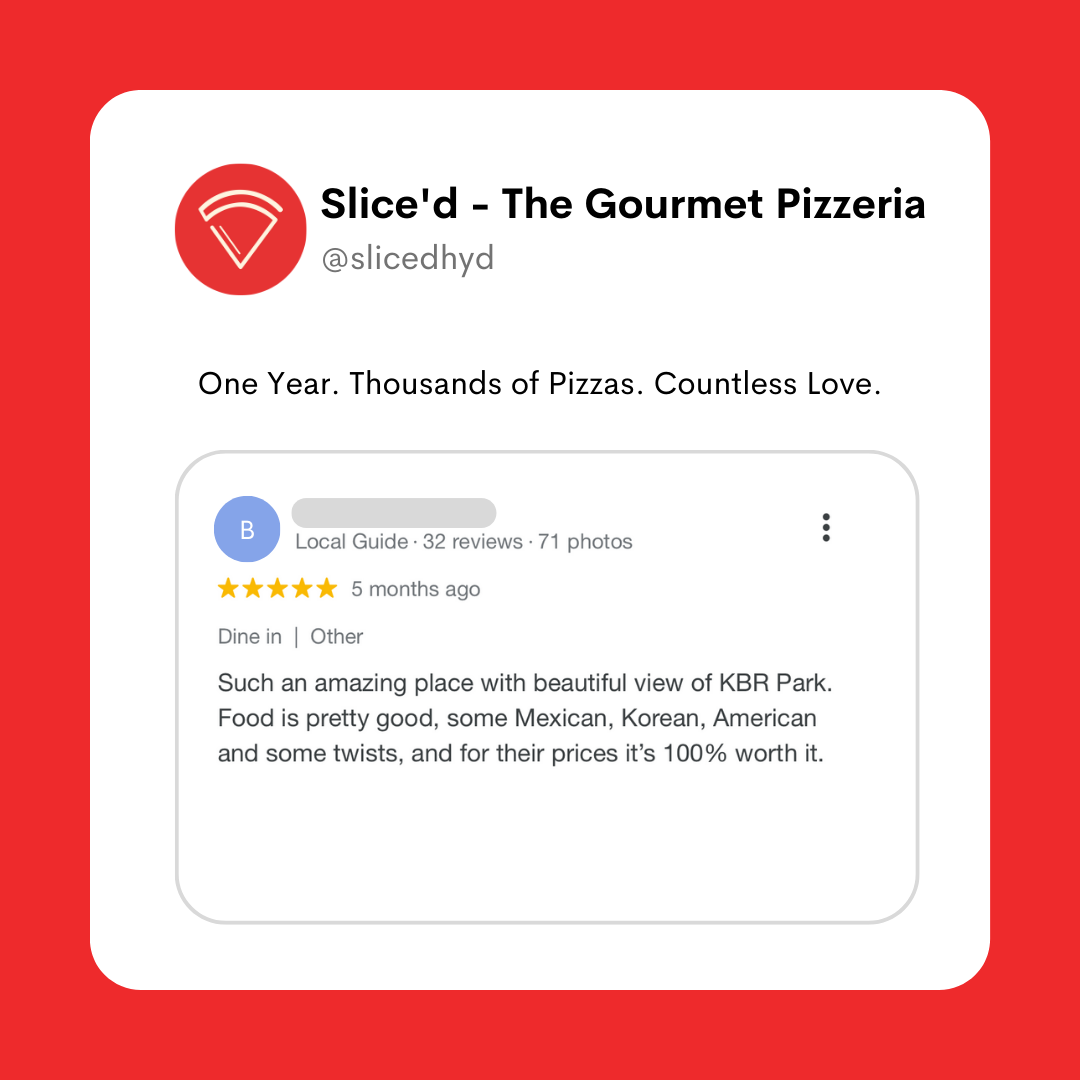 Slice'd - The Gourmet Pizzeria
@slicedhyd
One Year. Thousands of Pizzas. Countless Love.
B
Local Guide · 32 reviews · 71 photos
5 months ago
Dine in | Other
Such an amazing place with beautiful view of KBR Park.
Food is pretty good, some Mexican, Korean, American
and some twists, and for their prices it’s 100% worth it.